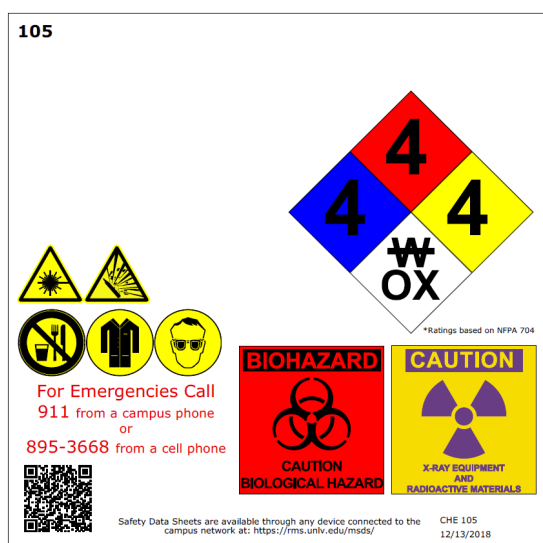 105
4
4
4
W
OX
*Ratings based on NFPA 704
For Emergencies Call
911 from a campus phone
or
895-3668 from a cell phone
BIOHAZARD
CAUTION
BIOLOGICAL HAZARD
CAUTION
X-RAY EQUIPMENT
AND
RADIOACTIVE MATERIALS
Safety Data Sheets are available through any device connected to the
campus network at: https://rms.unlv.edu/msds/
CHE 105
12/13/2018